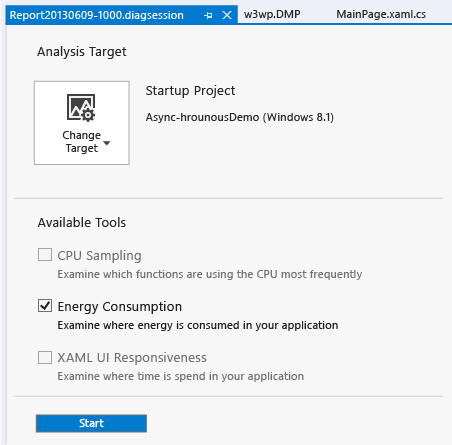 Report20130609-1000.diagsession w3wp.DMP MainPage.xaml.cs
Analysis Target
Startup Project
Async-hrounousDemo (Windows 8.1)
Change
Target
Available Tools
CPU Sampling
Examine which functions are using the CPU most frequently
Energy Consumption
Examine where energy is consumed in your application
XAML UI Responsiveness
Examine where time is spend in your application
Start